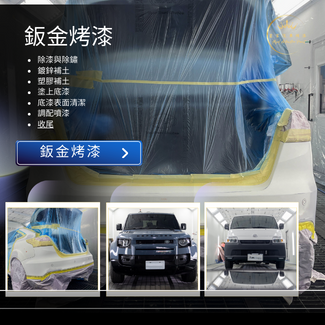 鈑金烤漆
• 除漆與除鏽
• 鍍鋅補土
• 塑膠補土
• 塗上底漆
• 底漆表面清潔
• 調配噴漆
• 收尾
鈑金烤漆